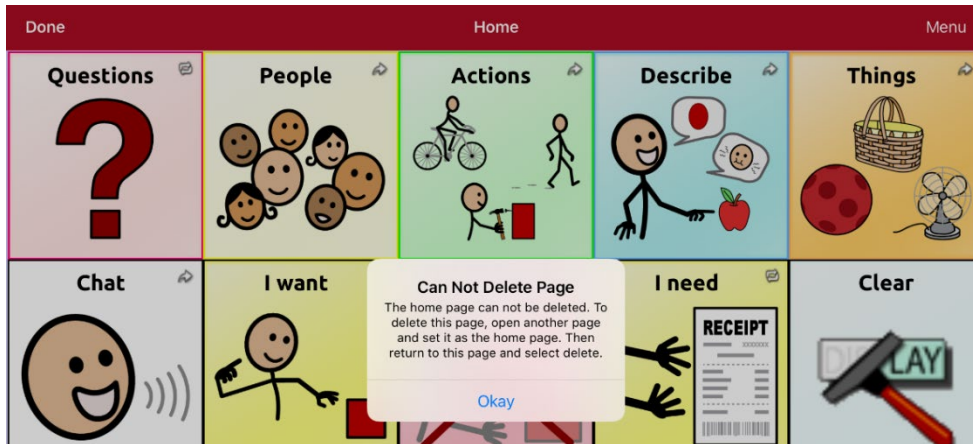 Done Home Menu
Questions People Actions Describe Things
Chat I want I need Clear
Can Not Delete Page
The home page can not be deleted. To
delete this page, open another page
and set it as the home page. Then
return to this page and select delete.
Okay
RECEIPT
LAY